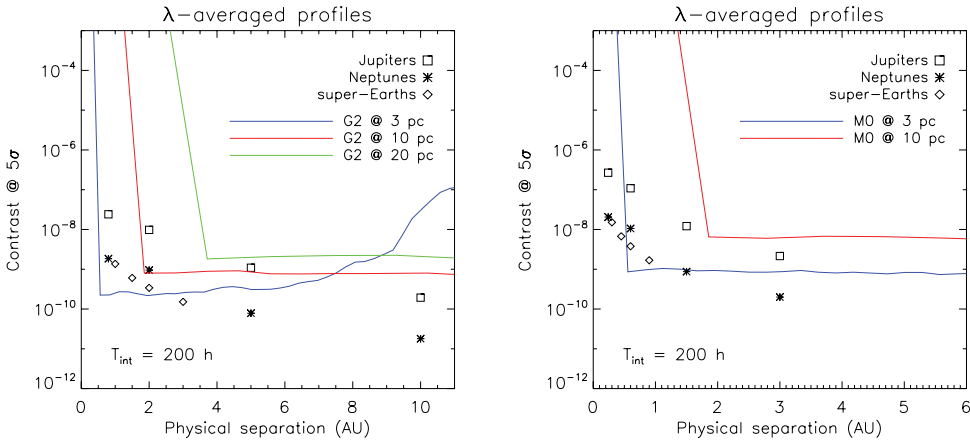 λ-averaged profiles
Contrast @ 5σ
10⁻⁴
10⁻⁶
10⁻⁸
10⁻¹⁰
10⁻¹²
Jupiters
Neptunes
super-Earths
G2 @ 3 pc
G2 @ 10 pc
G2 @ 20 pc
T_int = 200 h
0 2 4 6 8 10
Physical separation (AU)
λ-averaged profiles
Contrast @ 5σ
10⁻⁴
10⁻⁶
10⁻⁸
10⁻¹⁰
10⁻¹²
Jupiters
Neptunes
super-Earths
M0 @ 3 pc
M0 @ 10 pc
T_int = 200 h
0 1 2 3 4 5 6
Physical separation (AU)